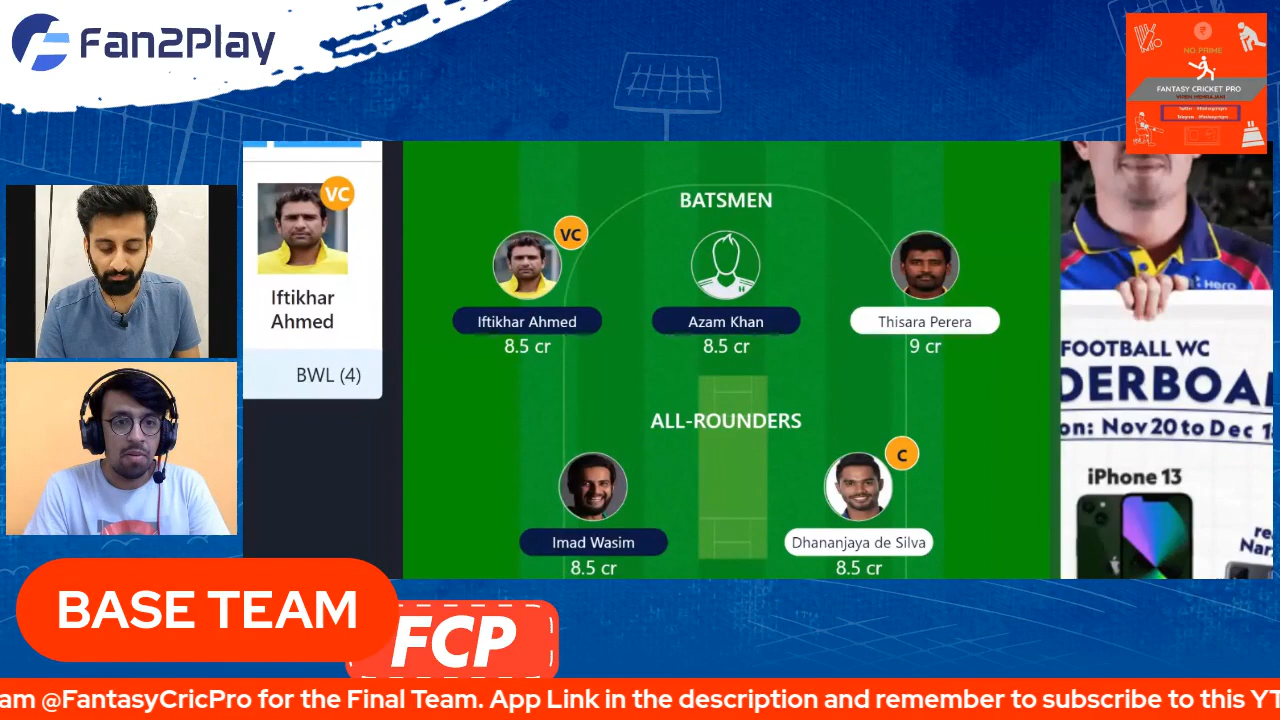 Fan2Play
NO PRIME
FANTASY CRICKET PRO
VC
Iftikhar
Ahmed
BWL (4)
BATSMEN
VC
Iftikhar Ahmed
8.5 cr
Azam Khan
8.5 cr
Thisara Perera
9 cr
ALL-ROUNDERS
C
Imad Wasim
8.5 cr
Dhananjaya de Silva
8.5 cr
Hero
FOOTBALL WC
DERBOA
on: Nov 20 to Dec 1
iPhone 13
re
Nar
BASE TEAM
FCP
am @FantasyCricPro for the Final Team. App Link in the description and remember to subscribe to this YT